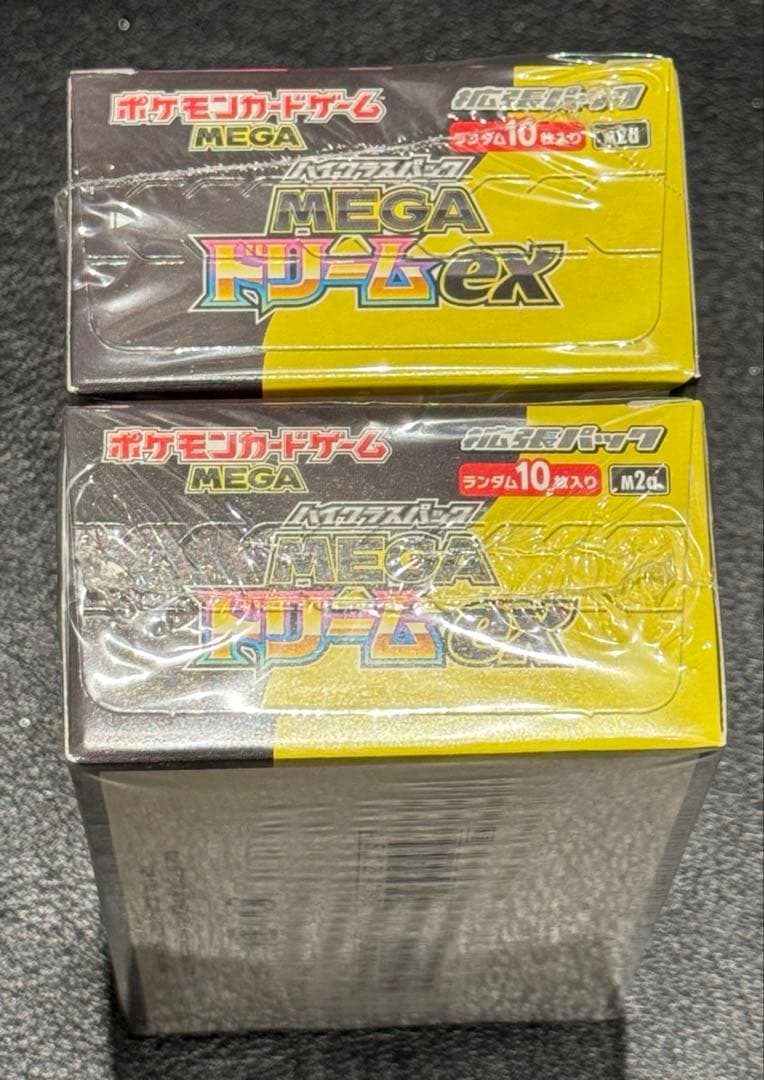 ポケモンカードゲーム
MEGA
拡張パック
ランダム10枚入り
M2a
ハイクラスパック
MEGA
ドリームex
ポケモンカードゲーム
MEGA
拡張パック
ランダム10枚入り
M2a
ハイクラスパック
MEGA
ドリームex